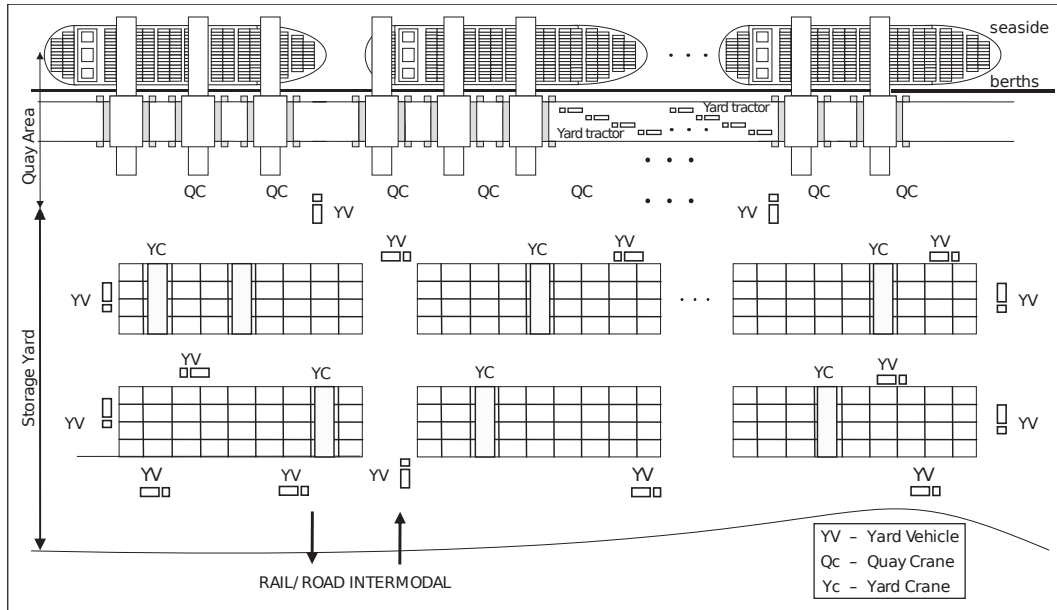 seaside
berths
Quay Area
Yard tractor
Yard tractor
QC QC QC QC QC QC QC
YV YV
YV YV YV
YC YC YC
YV YV
Storage Yard
YV YV
YC YC YC
YV YV
YV YV YV YV YV
RAIL/ROAD INTERMODAL
YV – Yard Vehicle
Qc – Quay Crane
Yc – Yard Crane